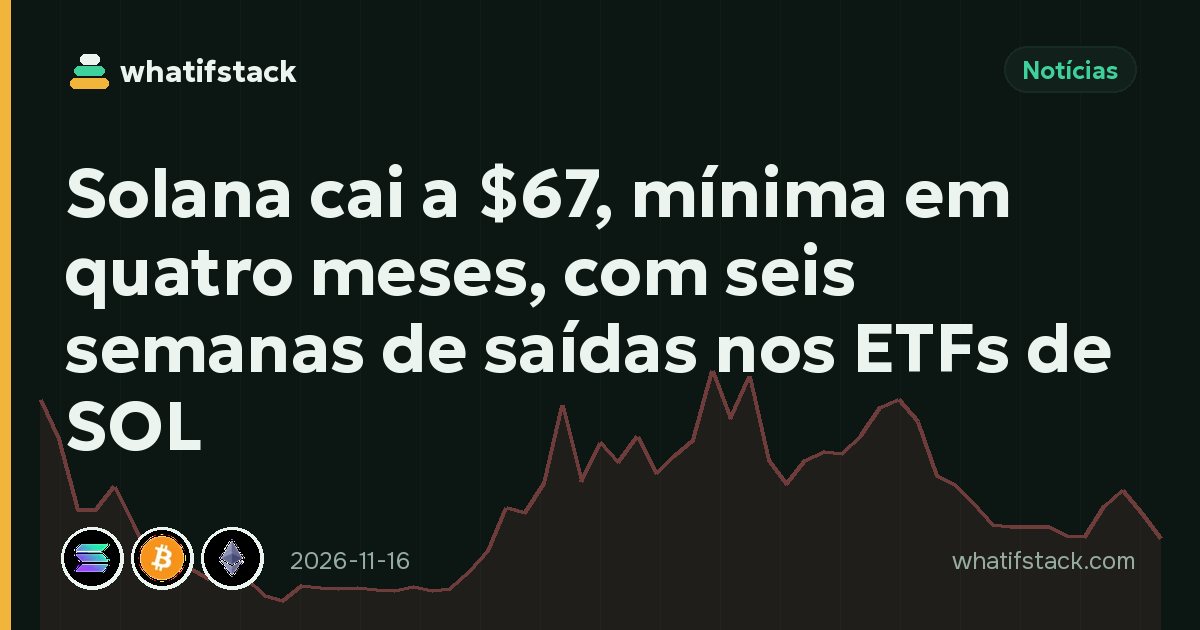 whatifstack
Notícias
Solana cai a $67, mínima em
quatro meses, com seis
semanas de saídas nos ETFs de
SOL
2026-11-16
whatifstack.com